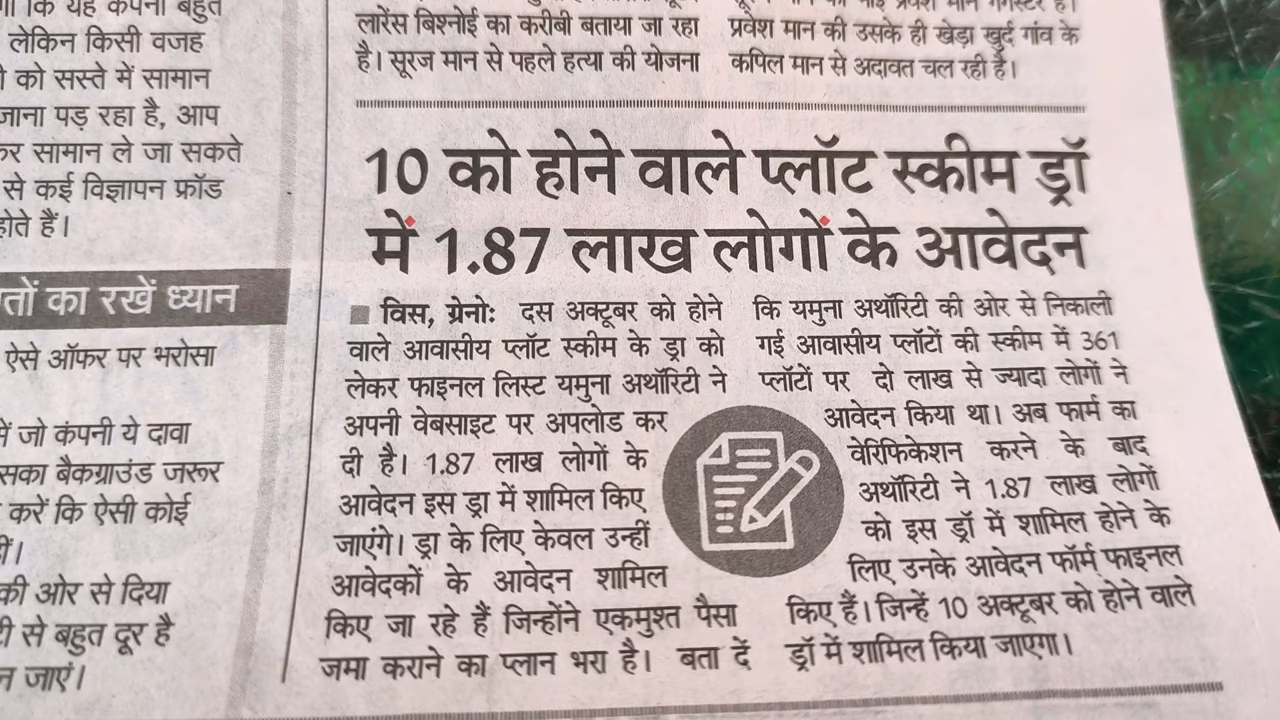 गा कि यह कंपनी बहुत
लेकिन किसी वजह
को सस्ते में सामान
जाना पड़ रहा है, आप
कर सामान ले जा सकते
से कई विज्ञापन फ्रॉड
होते हैं।
तों का रखें ध्यान
ऐसे ऑफर पर भरोसा
में जो कंपनी ये दावा
सका बैकग्राउंड जरूर
करें कि ऐसी कोई
की ओर से दिया
से बहुत दूर है
न जाएं।
लारेंस बिश्नोई का करीबी बताया जा रहा
है। सूरज मान से पहले हत्या की योजना
प्रवेश मान की उसके ही खेड़ा खुर्द गांव के
कपिल मान से अदावत चल रही है।
10 को होने वाले प्लॉट स्कीम ड्रॉ
में 1.87 लाख लोगों के आवेदन
विस, ग्रेनो: दस अक्टूबर को होने
वाले आवासीय प्लॉट स्कीम के ड्रा को
लेकर फाइनल लिस्ट यमुना अथॉरिटी ने
अपनी वेबसाइट पर अपलोड कर
दी है। 1.87 लाख लोगों के
आवेदन इस ड्रा में शामिल किए
जाएंगे। ड्रा के लिए केवल उन्हीं
आवेदकों के आवेदन शामिल
किए जा रहे हैं जिन्होंने एकमुश्त पैसा
जमा कराने का प्लान भरा है। बता दें
कि यमुना अथॉरिटी की ओर से निकाली
गई आवासीय प्लॉटों की स्कीम में 361
प्लॉटों पर दो लाख से ज्यादा लोगों ने
आवेदन किया था। अब फार्म का
वेरिफिकेशन करने के बाद
अथॉरिटी ने 1.87 लाख लोगों
को इस ड्रॉ में शामिल होने के
लिए उनके आवेदन फॉर्म फाइनल
किए हैं। जिन्हें 10 अक्टूबर को होने वाले
ड्रॉ में शामिल किया जाएगा।